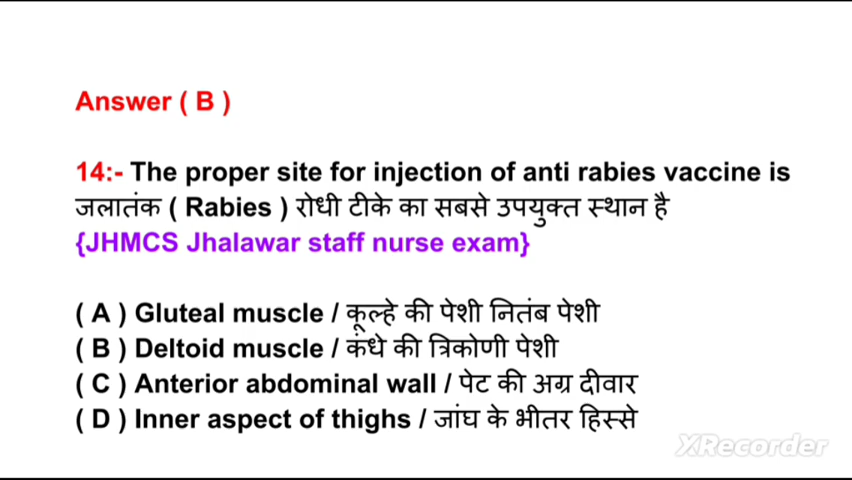 Answer ( B )
14:- The proper site for injection of anti rabies vaccine is
जलातंक ( Rabies ) रोधी टीके का सबसे उपयुक्त स्थान है
{JHMCS Jhalawar staff nurse exam}
( A ) Gluteal muscle / कूल्हे की पेशी नितंब पेशी
( B ) Deltoid muscle / कंधे की त्रिकोणी पेशी
( C ) Anterior abdominal wall / पेट की अग्र दीवार
( D ) Inner aspect of thighs / जांघ के भीतर हिस्से
XRecorder